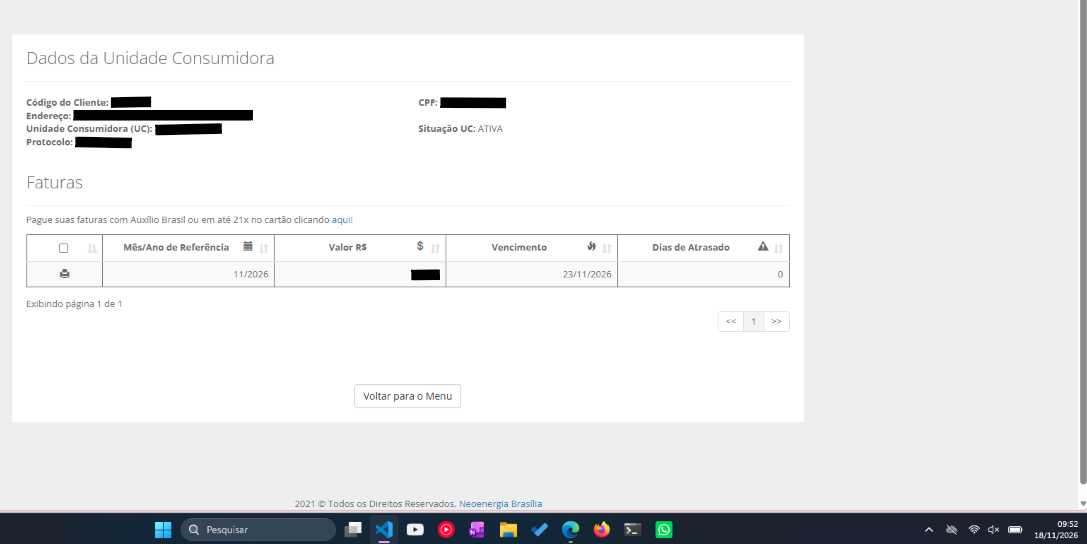 Dados da Unidade Consumidora
Código do Cliente:
CPF:
Endereço:
Unidade Consumidora (UC):
Situação UC: ATIVA
Protocolo:
Faturas
Pague suas faturas com Auxílio Brasil ou em até 21x no cartão clicando aqui!
Mês/Ano de Referência Valor R$ $ Vencimento Dias de Atrasado
11/2026 23/11/2026 0
Exibindo página 1 de 1
<< 1 >>
Voltar para o Menu
2021 © Todos os Direitos Reservados. Neoenergia Brasília
Pesquisar
09:52
18/11/2026